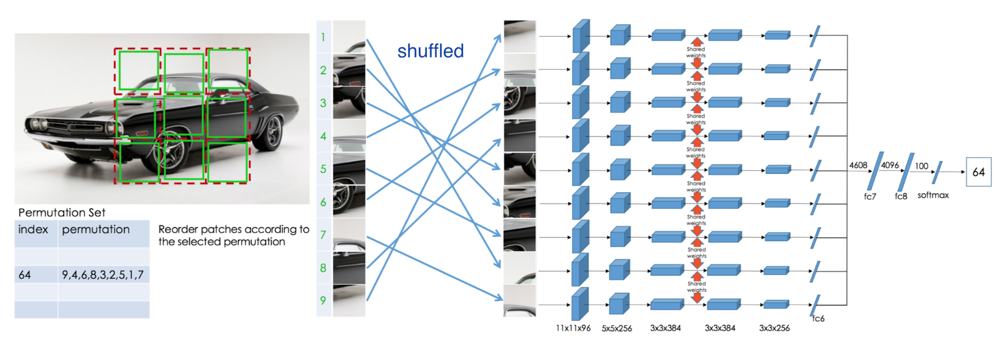 Permutation Set
index permutation
64 9,4,6,8,3,2,5,1,7
Reorder patches according to
the selected permutation
1
2
3
4
5
6
7
8
9
shuffled
Shared
weights
Shared
weights
Shared
weights
Shared
weights
Shared
weights
Shared
weights
Shared
weights
Shared
weights
11x11x96 5x5x256 3x3x384 3x3x384 3x3x256
fc6
4608
fc7
4096
fc8
100
softmax
64